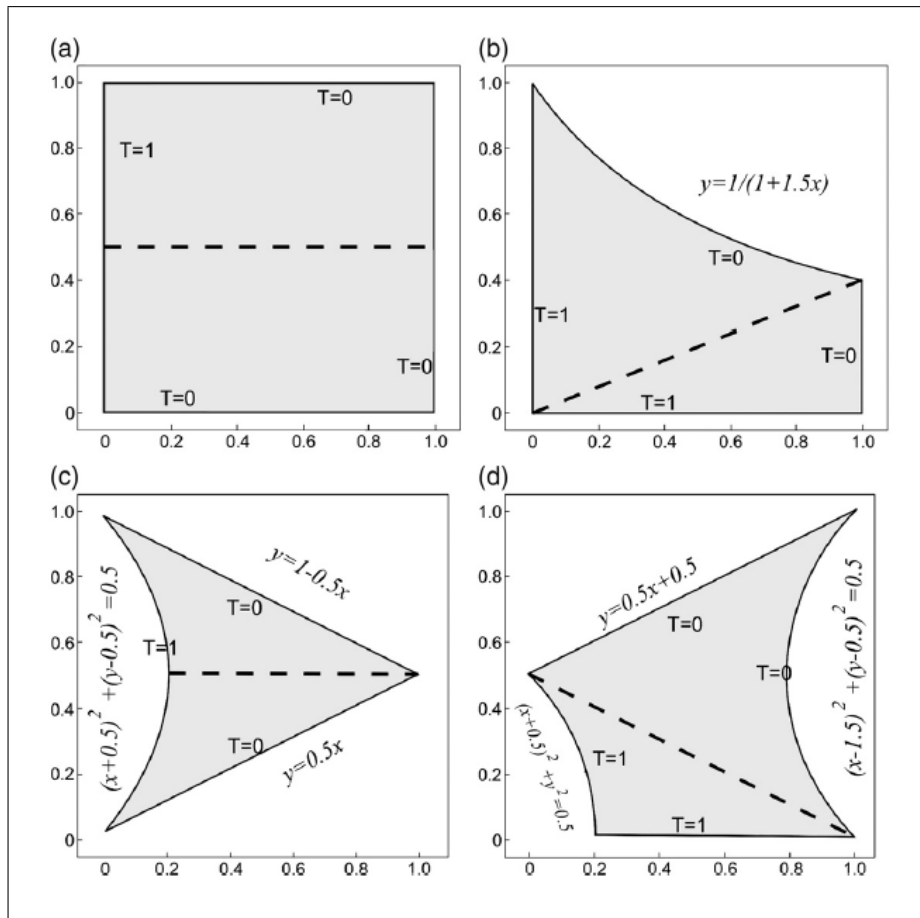 (a)
1.0
0.8
0.6
0.4
0.2
0
T=0
T=1
T=0
T=0
0 0.2 0.4 0.6 0.8 1.0
(b)
1.0
0.8
0.6
0.4
0.2
0
y=1/(1+1.5x)
T=0
T=1
T=0
T=1
0 0.2 0.4 0.6 0.8 1.0
(c)
1.0
0.8
0.6
0.4
0.2
0
y=1-0.5x
T=0
T=1
(x+0.5)² +(y-0.5)² =0.5
T=0
y=0.5x
0 0.2 0.4 0.6 0.8 1.0
(d)
1.0
0.8
0.6
0.4
0.2
0
y=0.5x+0.5
T=0
T=0
(x-1.5)² +(y-0.5)² =0.5
(x+0.5)² +y² =0.5
T=1
T=1
0 0.2 0.4 0.6 0.8 1.0